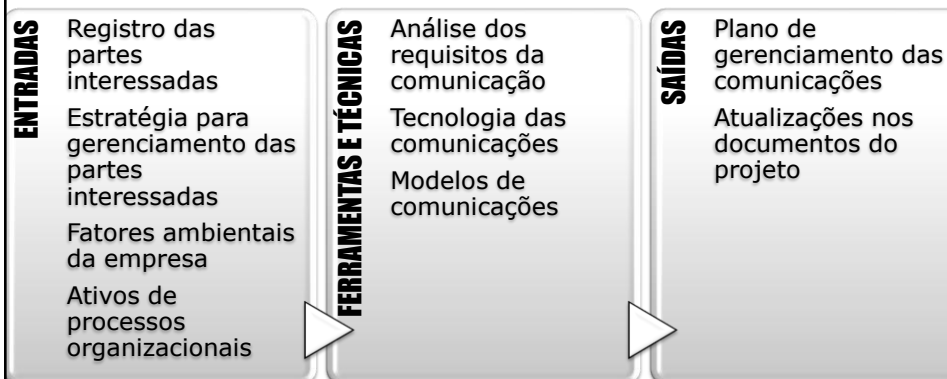 ENTRADAS
Registro das
partes
interessadas
Estratégia para
gerenciamento das
partes
interessadas
Fatores ambientais
da empresa
Ativos de
processos
organizacionais
FERRAMENTAS E TÉCNICAS
Análise dos
requisitos da
comunicação
Tecnologia das
comunicações
Modelos de
comunicações
SAÍDAS
Plano de
gerenciamento das
comunicações
Atualizações nos
documentos do
projeto